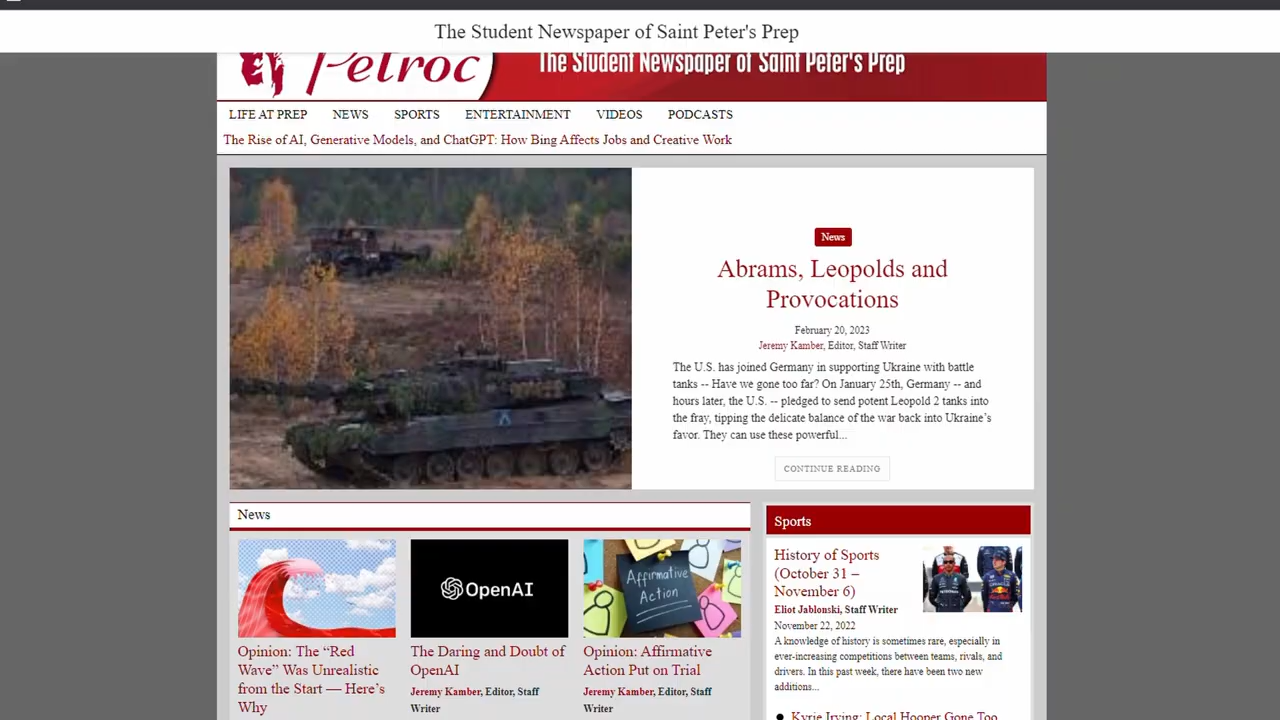 The Student Newspaper of Saint Peter's Prep
Petroc
The Student Newspaper of Saint Peter's Prep
LIFE AT PREP NEWS SPORTS ENTERTAINMENT VIDEOS PODCASTS
The Rise of AI, Generative Models, and ChatGPT: How Bing Affects Jobs and Creative Work
News
Abrams, Leopolds and
Provocations
February 20, 2023
Jeremy Kamber, Editor, Staff Writer
The U.S. has joined Germany in supporting Ukraine with battle
tanks -- Have we gone too far? On January 25th, Germany -- and
hours later, the U.S. -- pledged to send potent Leopold 2 tanks into
the fray, tipping the delicate balance of the war back into Ukraine's
favor. They can use these powerful...
CONTINUE READING
News
OpenAI
Affirmative
Action
Opinion: The “Red
Wave” Was Unrealistic
from the Start — Here's
Why
The Daring and Doubt of
OpenAI
Jeremy Kamber, Editor, Staff
Writer
Opinion: Affirmative
Action Put on Trial
Jeremy Kamber, Editor, Staff
Writer
Sports
History of Sports
(October 31 –
November 6)
Eliot Jablonski, Staff Writer
November 22, 2022
A knowledge of history is sometimes rare, especially in
ever-increasing competitions between teams, rivals, and
drivers. In this past week, there have been two new
additions...
Kyrie Irving: Local Hooper Gone Too